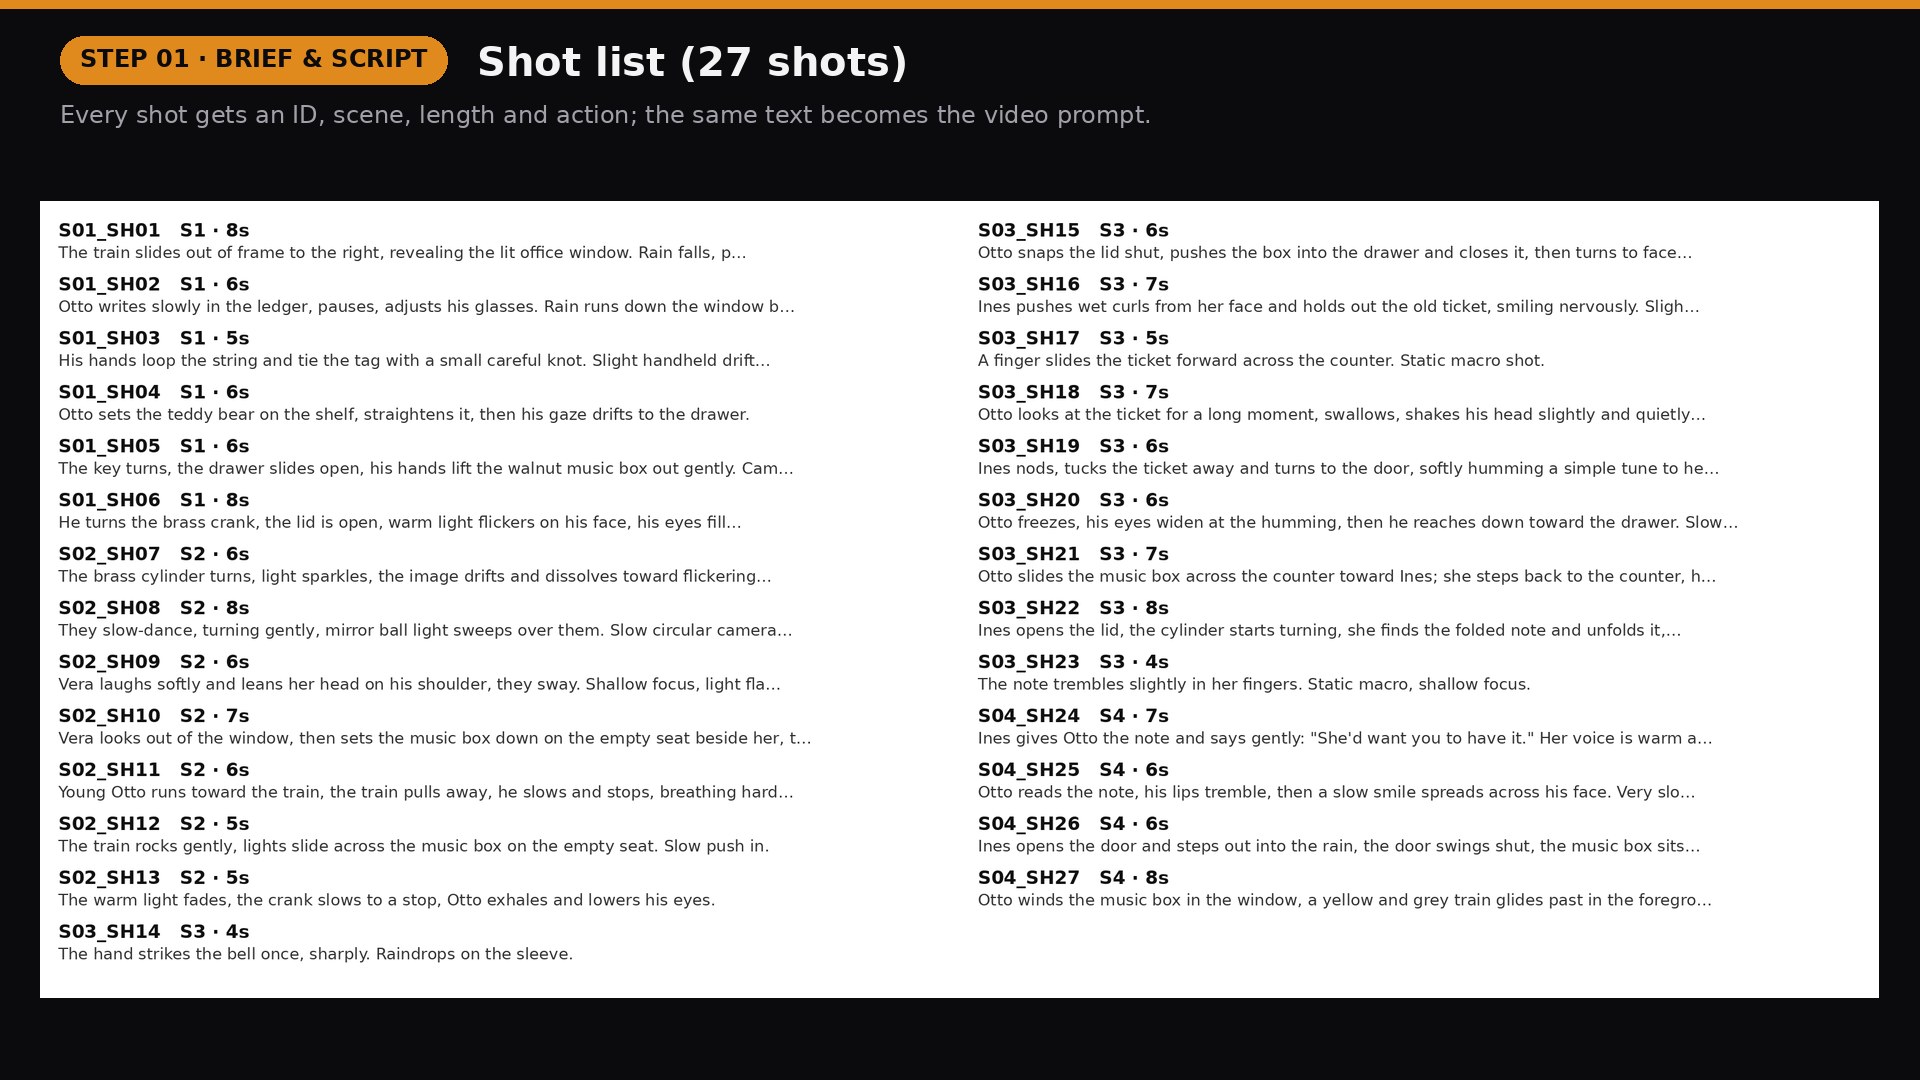 STEP 01 · BRIEF & SCRIPT
Shot list (27 shots)
Every shot gets an ID, scene, length and action; the same text becomes the video prompt.
S01_SH01 S1 · 8s
The train slides out of frame to the right, revealing the lit office window. Rain falls, p...
S01_SH02 S1 · 6s
Otto writes slowly in the ledger, pauses, adjusts his glasses. Rain runs down the window b...
S01_SH03 S1 · 5s
His hands loop the string and tie the tag with a small careful knot. Slight handheld drift...
S01_SH04 S1 · 6s
Otto sets the teddy bear on the shelf, straightens it, then his gaze drifts to the drawer.
S01_SH05 S1 · 6s
The key turns, the drawer slides open, his hands lift the walnut music box out gently. Cam...
S01_SH06 S1 · 8s
He turns the brass crank, the lid is open, warm light flickers on his face, his eyes fill...
S02_SH07 S2 · 6s
The brass cylinder turns, light sparkles, the image drifts and dissolves toward flickering...
S02_SH08 S2 · 8s
They slow-dance, turning gently, mirror ball light sweeps over them. Slow circular camera...
S02_SH09 S2 · 6s
Vera laughs softly and leans her head on his shoulder, they sway. Shallow focus, light fla...
S02_SH10 S2 · 7s
Vera looks out of the window, then sets the music box down on the empty seat beside her, t...
S02_SH11 S2 · 6s
Young Otto runs toward the train, the train pulls away, he slows and stops, breathing hard...
S02_SH12 S2 · 5s
The train rocks gently, lights slide across the music box on the empty seat. Slow push in.
S02_SH13 S2 · 5s
The warm light fades, the crank slows to a stop, Otto exhales and lowers his eyes.
S03_SH14 S3 · 4s
The hand strikes the bell once, sharply. Raindrops on the sleeve.
S03_SH15 S3 · 6s
Otto snaps the lid shut, pushes the box into the drawer and closes it, then turns to face...
S03_SH16 S3 · 7s
Ines pushes wet curls from her face and holds out the old ticket, smiling nervously. Sligh...
S03_SH17 S3 · 5s
A finger slides the ticket forward across the counter. Static macro shot.
S03_SH18 S3 · 7s
Otto looks at the ticket for a long moment, swallows, shakes his head slightly and quietly...
S03_SH19 S3 · 6s
Ines nods, tucks the ticket away and turns to the door, softly humming a simple tune to he...
S03_SH20 S3 · 6s
Otto freezes, his eyes widen at the humming, then he reaches down toward the drawer. Slow...
S03_SH21 S3 · 7s
Otto slides the music box across the counter toward Ines; she steps back to the counter, h...
S03_SH22 S3 · 8s
Ines opens the lid, the cylinder starts turning, she finds the folded note and unfolds it,...
S03_SH23 S3 · 4s
The note trembles slightly in her fingers. Static macro, shallow focus.
S04_SH24 S4 · 7s
Ines gives Otto the note and says gently: "She'd want you to have it." Her voice is warm a...
S04_SH25 S4 · 6s
Otto reads the note, his lips tremble, then a slow smile spreads across his face. Very slo...
S04_SH26 S4 · 6s
Ines opens the door and steps out into the rain, the door swings shut, the music box sits...
S04_SH27 S4 · 8s
Otto winds the music box in the window, a yellow and grey train glides past in the foregro...